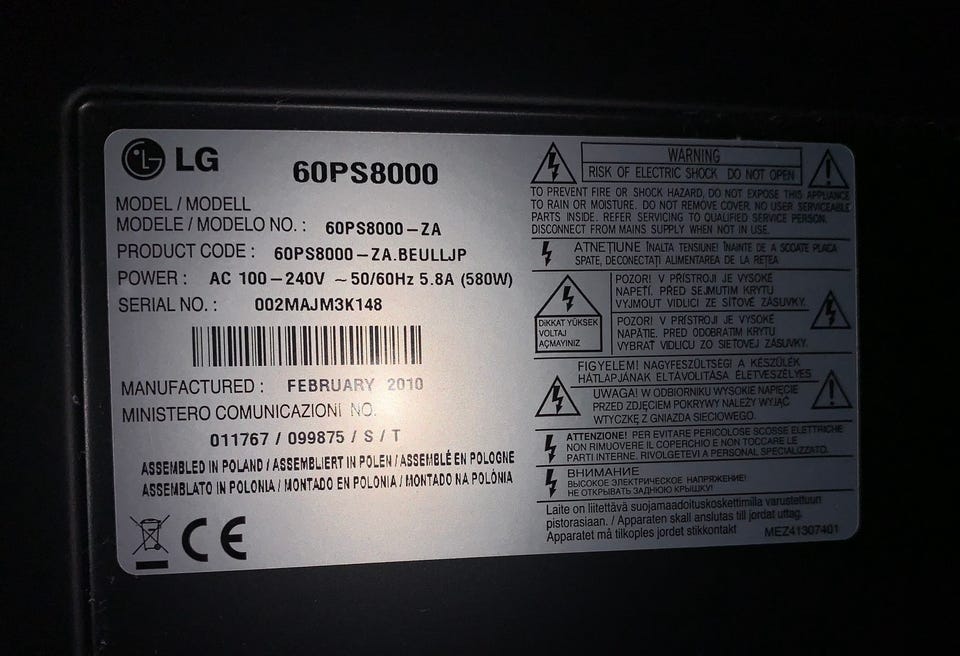 LG
60PS8000
MODEL / MODELL
MODELE / MODELO NO. : 60PS8000-ZA
PRODUCT CODE : 60PS8000-ZA.BEULLJP
POWER : AC 100-240V ~50/60Hz 5.8A (580W)
SERIAL NO. : 002MAJM3K148
MANUFACTURED : FEBRUARY 2010
MINISTERO COMUNICAZIONI NO.
011767 / 099875 / S / T
ASSEMBLED IN POLAND / ASSEMBLIERT IN POLEN / ASSEMBLÉ EN POLOGNE
ASSEMBLATO IN POLONIA / MONTADO EN POLONIA / MONTADO NA POLÓNIA
CE
WARNING
RISK OF ELECTRIC SHOCK DO NOT OPEN
TO PREVENT FIRE OR SHOCK HAZARD, DO NOT EXPOSE THIS APPLIANCE
TO RAIN OR MOISTURE. DO NOT REMOVE COVER. NO USER SERVICEABLE
PARTS INSIDE. REFER SERVICING TO QUALIFIED SERVICE PERSON.
DISCONNECT FROM MAINS SUPPLY WHEN NOT IN USE.
ATNEŢIUNE ÎNALTA TENSIUNE! ÎNAINTE DE A SCOATE PLACA
SPATE, DECONECTAŢI ALIMENTAREA DE LA REŢEA
DİKKAT YÜKSEK
VOLTAJ
AÇMAYINIZ
POZOR! V PŘÍSTROJI JE VYSOKÉ
NAPĚTÍ. PŘED SEJMUTIM KRYTU
VYJMOUT VIDLICI ZE SÍŤOVÉ ZÁSUVKY.
POZOR! V PRÍSTROJI JE VYSOKÉ
NAPÄTIE. PRED ODOBRATIM KRYTU
VYBRAŤ VIDLICU ZO SIEŤOVEJ ZÁSUVKY.
FIGYELEM! NAGYFESZÜLTSÉG! A KÉSZÜLÉK
HÁTLAPJÁNAK ELTÁVOLÍTÁSA ÉLETVESZÉLYES
UWAGA! W ODBIORNIKU WYSOKIE NAPIĘCIE
PRZED ZDJĘCIEM POKRYWY NALEŻY WYJĄĆ
WTYCZKĘ Z GNIAZDA SIECIOWEGO.
ATTENZIONE! PER EVITARE PERICOLOSE SCOSSE ELETTRICHE
NON RIMUOVERE IL COPERCHIO E NON TOCCARE LE
PARTI INTERNE. RIVOLGETEVI A PERSONAL SPECIALIZZATO.
ВНИМАНИЕ
ВЫСОКОЕ ЭЛЕКТРИЧЕСКОЕ НАПРЯЖЕНИЕ!
НЕ ОТКРЫВАТЬ ЗАДНЮЮ КРЫШКУ!
Laite on liitettävä suojamaadoituskoskettimilla varustettuun
pistorasiaan. / Apparaten skall anslutas till jordat uttag.
Apparatet må tilkoples jordet stikkontakt
MEZ41307401